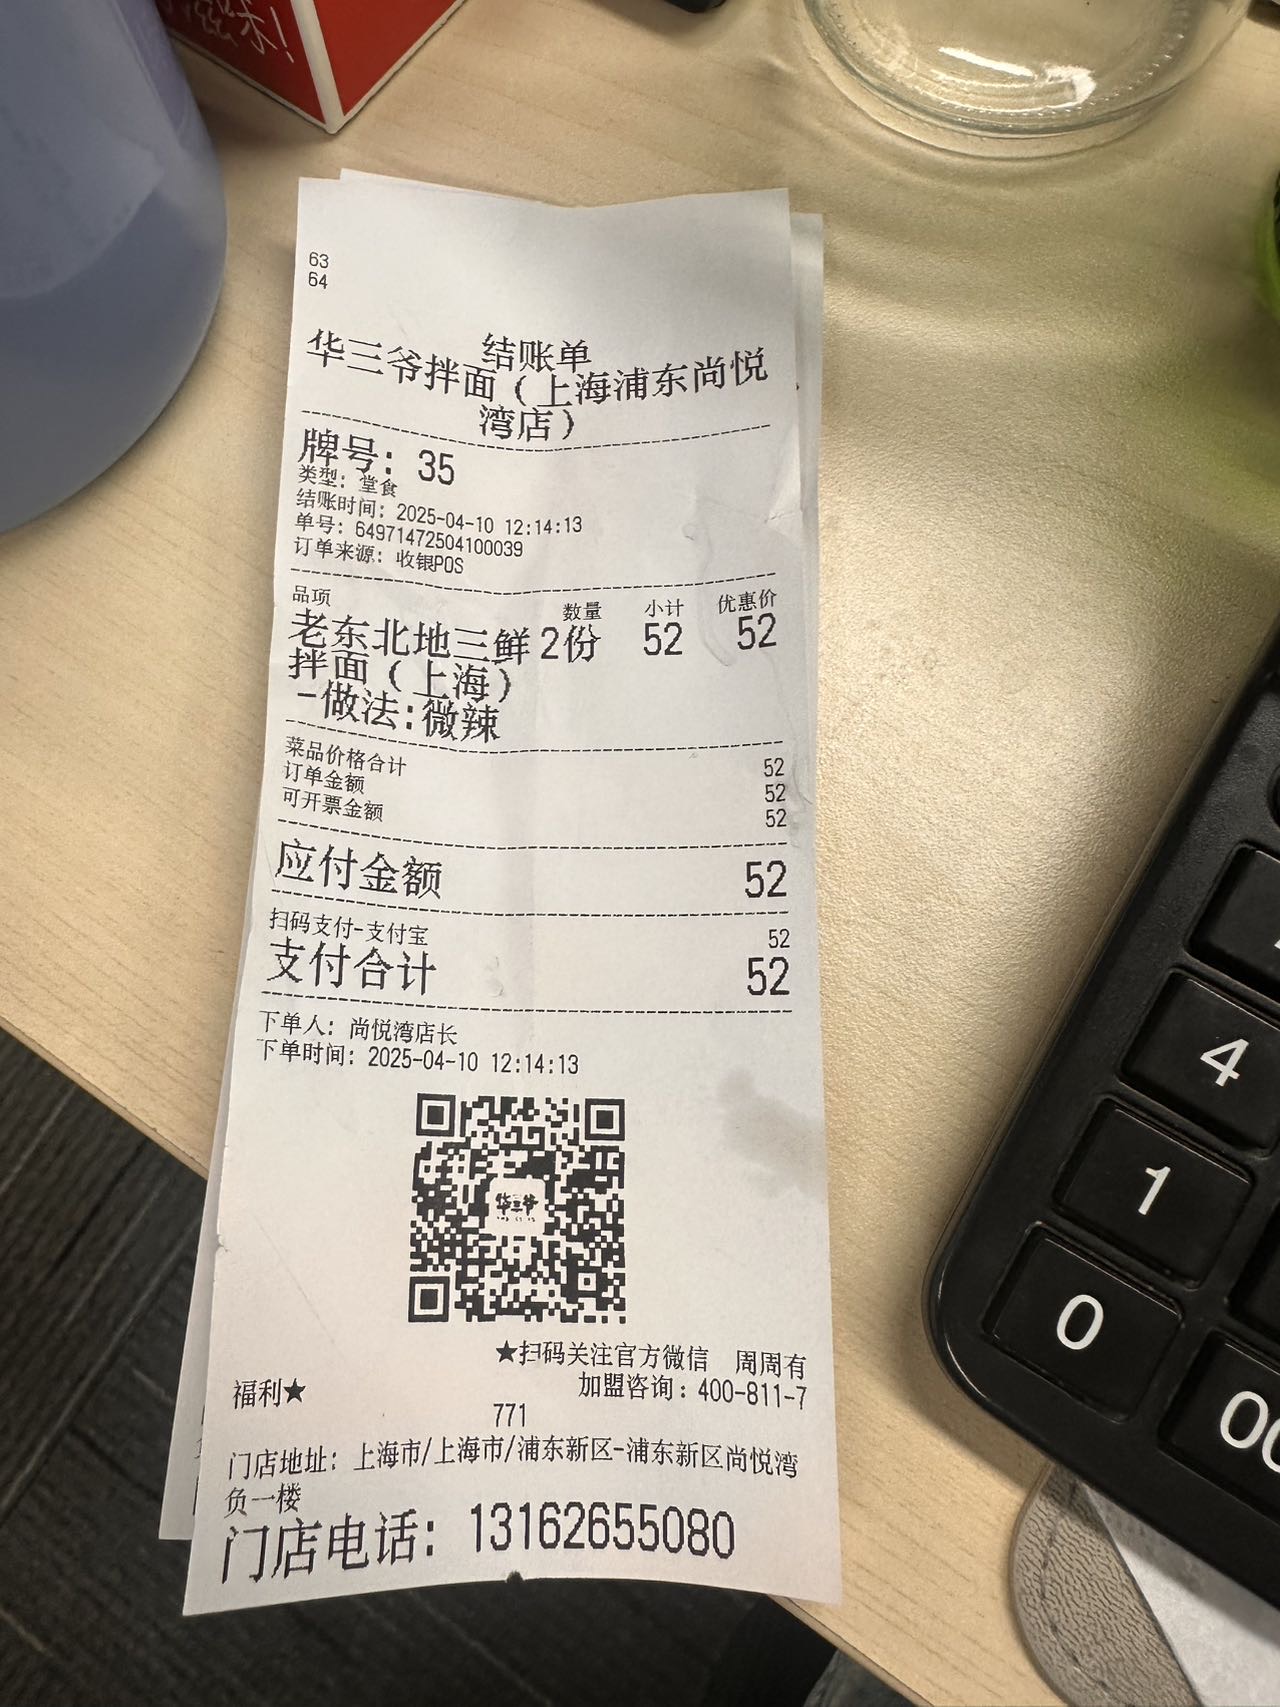 滋味!
63
64
结账单
华三爷拌面（上海浦东尚悦
湾店）
牌号: 35
类型: 堂食
结账时间: 2025-04-10 12:14:13
单号: 64971472504100039
订单来源: 收银POS
品项 数量 小计 优惠价
老东北地三鲜 2份 52 52
拌面（上海）
-做法:微辣
菜品价格合计 52
订单金额 52
可开票金额 52
应付金额 52
扫码支付-支付宝 52
支付合计 52
下单人: 尚悦湾店长
下单时间: 2025-04-10 12:14:13
华三爷
★扫码关注官方微信 周周有
福利★ 加盟咨询: 400-811-7
771
门店地址: 上海市/上海市/浦东新区-浦东新区尚悦湾
负一楼
门店电话: 13162655080
4
1
0
00